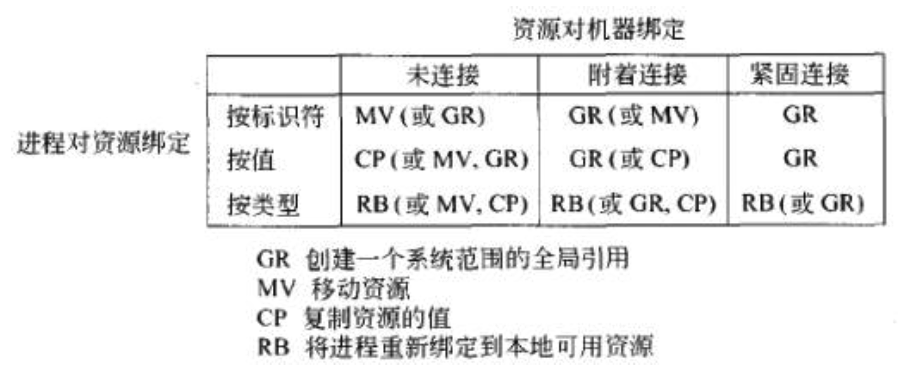 资源对机器绑定
未连接 附着连接 紧固连接
进程对资源绑定
按标识符 MV(或 GR) GR(或 MV) GR
按值 CP(或 MV, GR) GR(或 CP) GR
按类型 RB(或 MV, CP) RB(或 GR, CP) RB(或 GR)
GR 创建一个系统范围的全局引用
MV 移动资源
CP 复制资源的值
RB 将进程重新绑定到本地可用资源